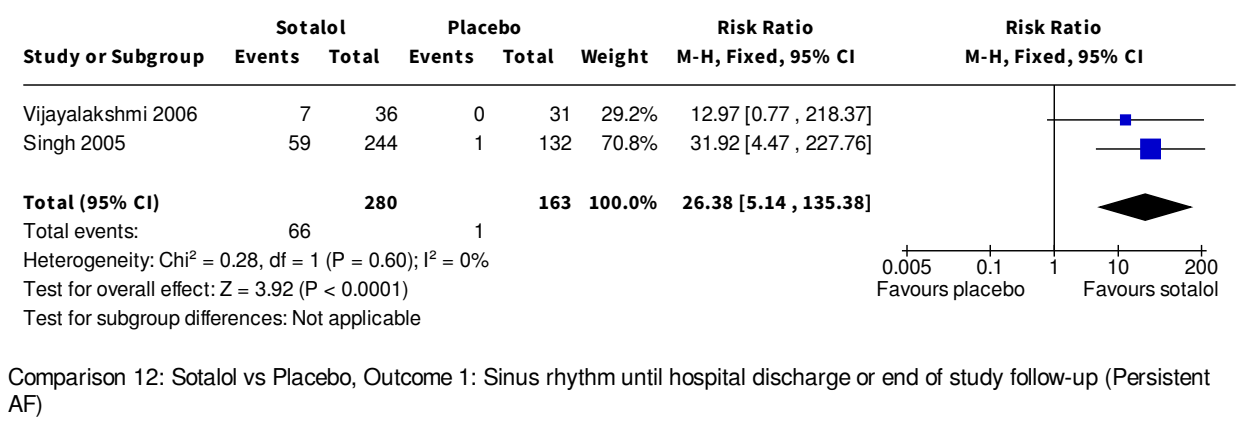 Sotalol Placebo Risk Ratio Risk Ratio
Study or Subgroup Events Total Events Total Weight M-H, Fixed, 95% CI M-H, Fixed, 95% CI
Vijayalakshmi 2006 7 36 0 31 29.2% 12.97 [0.77 , 218.37]
Singh 2005 59 244 1 132 70.8% 31.92 [4.47 , 227.76]
Total (95% CI) 280 163 100.0% 26.38 [5.14 , 135.38]
Total events: 66 1
Heterogeneity: Chi² = 0.28, df = 1 (P = 0.60); I² = 0%
Test for overall effect: Z = 3.92 (P < 0.0001)
Test for subgroup differences: Not applicable
0.005 0.1 1 10 200
Favours placebo Favours sotalol
Comparison 12: Sotalol vs Placebo, Outcome 1: Sinus rhythm until hospital discharge or end of study follow-up (Persistent
AF)